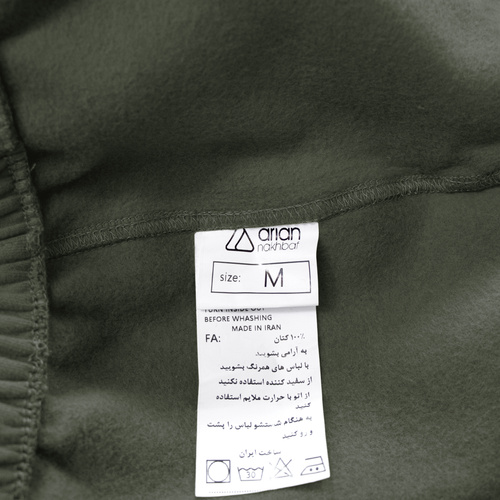 arian
nakhbaf
size: M
TURN INSIDE OUT
BEFORE WHASHING
MADE IN IRAN
FA: ۱۰۰٪ کتان
به آرامی بشویید
با لباس های همرنگ بشویید
از سفید کننده استفاده نکنید
از اتو با حرارت ملایم استفاده
کنید
به هنگام شستشو لباس را پشت
و رو کنید
ساخت ایران
30